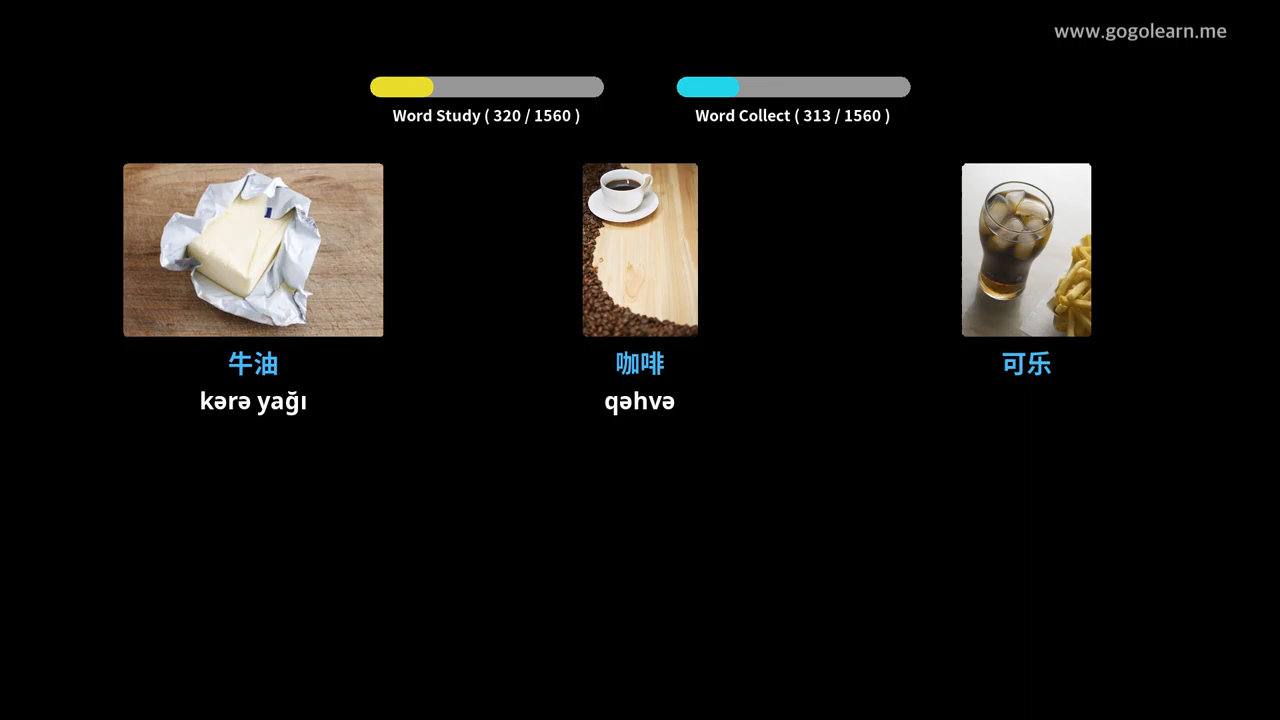 www.gogolearn.me
Word Study ( 320 / 1560 )
Word Collect ( 313 / 1560 )
牛油
咖啡
可乐
kərə yağı
qəhvə